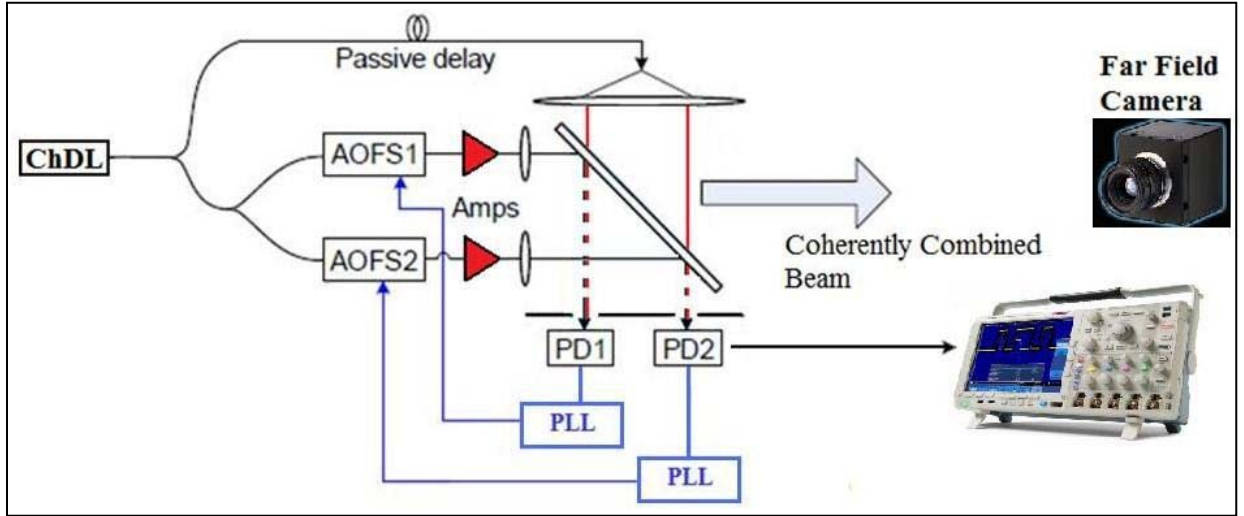 Passive delay
Far Field
Camera
ChDL
AOFS1
Amps
AOFS2
Coherently Combined
Beam
PD1
PD2
PLL
PLL